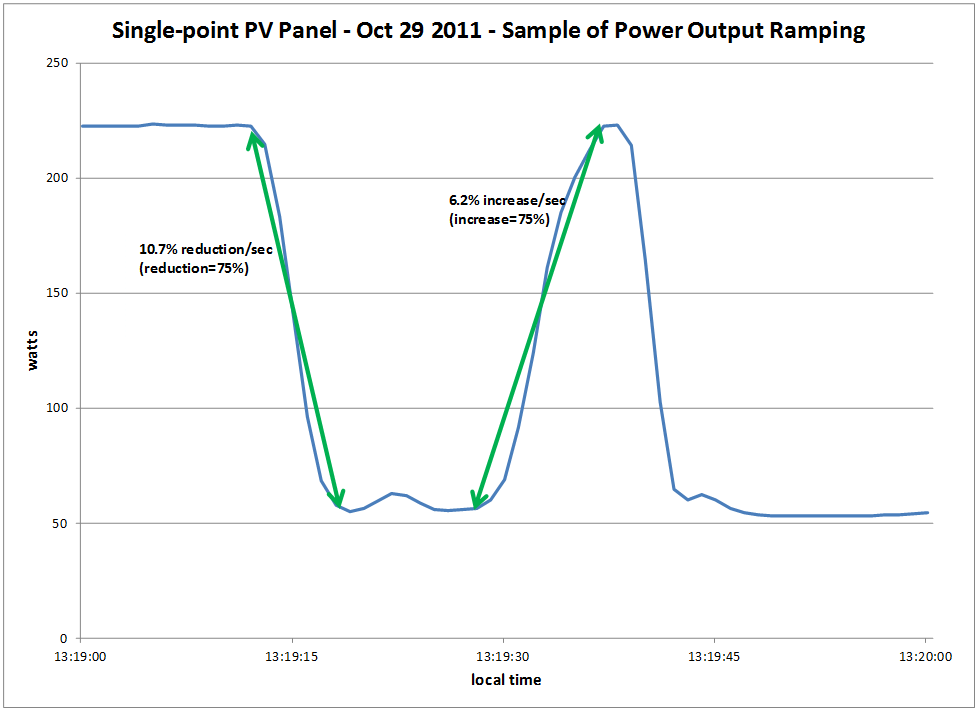 Single-point PV Panel - Oct 29 2011 - Sample of Power Output Ramping
250
200
150
100
50
0
watts
10.7% reduction/sec
(reduction=75%)
6.2% increase/sec
(increase=75%)
13:19:00
13:19:15
13:19:30
13:19:45
13:20:00
local time